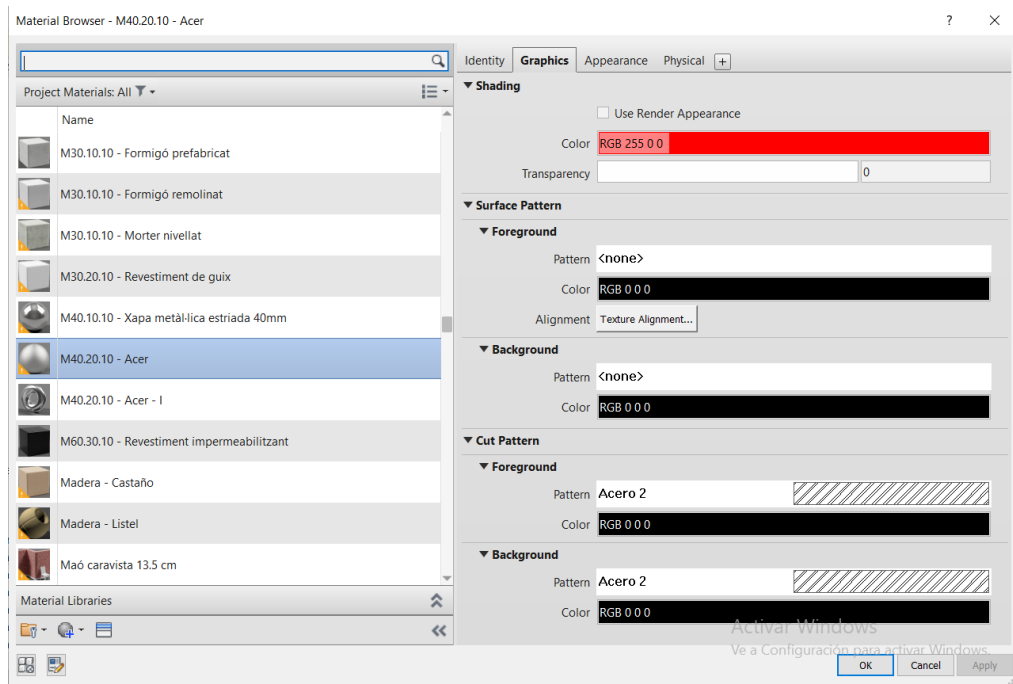 Material Browser - M40.20.10 - Acer
?
Project Materials: All
Name
M30.10.10 - Formigó prefabricat
M30.10.10 - Formigó remolinat
M30.10.10 - Morter nivellat
M30.20.10 - Revestiment de guix
M40.10.10 - Xapa metàl·lica estriada 40mm
M40.20.10 - Acer
M40.20.10 - Acer - I
M60.30.10 - Revestiment impermeabilitzant
Madera - Castaño
Madera - Listel
Maó caravista 13.5 cm
Material Libraries
Identity Graphics Appearance Physical +
Shading
Use Render Appearance
Color RGB 255 0 0
Transparency 0
Surface Pattern
Foreground
Pattern <none>
Color RGB 0 0 0
Alignment Texture Alignment...
Background
Pattern <none>
Color RGB 0 0 0
Cut Pattern
Foreground
Pattern Acero 2
Color RGB 0 0 0
Background
Pattern Acero 2
Color RGB 0 0 0
Activar Windows
Ve a Configuración para activar Windows.
OK Cancel Apply